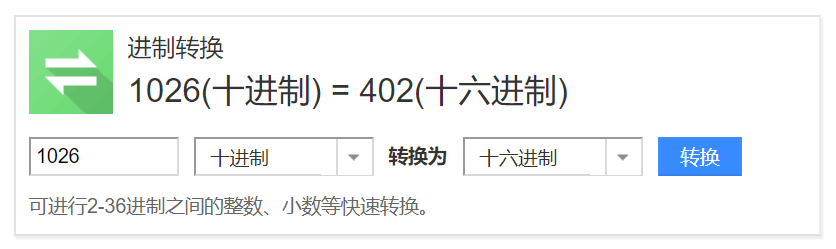 进制转换
1026(十进制) = 402(十六进制)
1026 十进制 转换为 十六进制 转换
可进行2-36进制之间的整数、小数等快速转换。